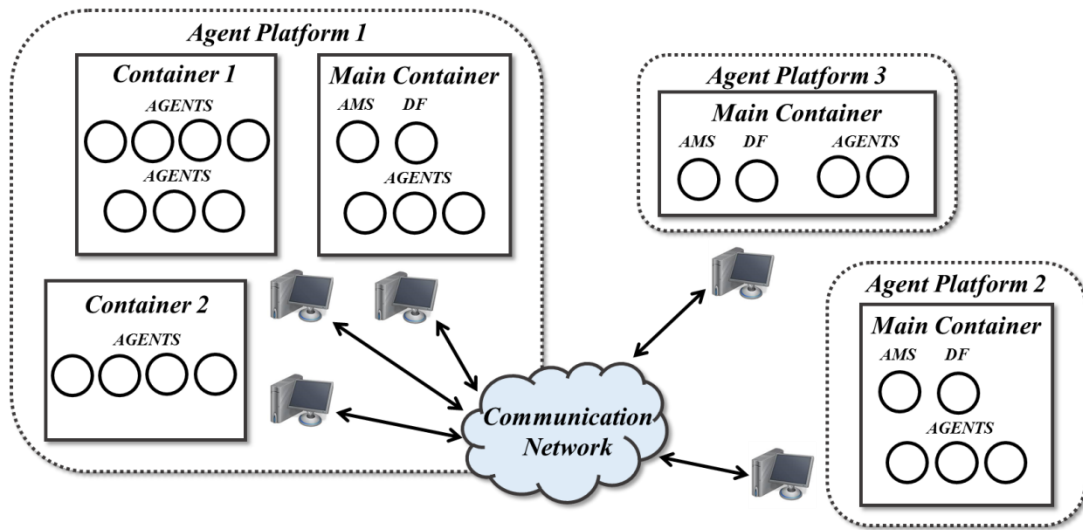 Agent Platform 1
Container 1
AGENTS
AGENTS
Main Container
AMS DF
AGENTS
Container 2
AGENTS
Agent Platform 3
Main Container
AMS DF AGENTS
Agent Platform 2
Main Container
AMS DF
AGENTS
Communication
Network